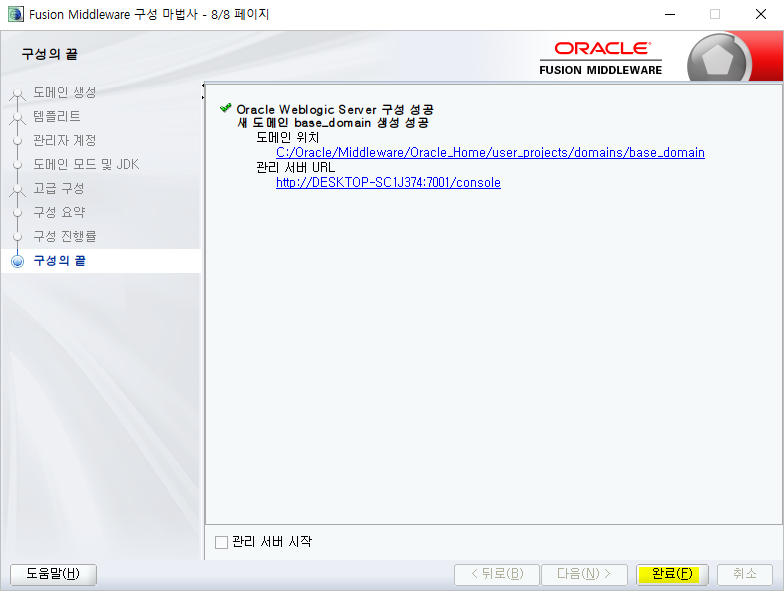 Fusion Middleware 구성 마법사 - 8/8 페이지
구성의 끝
ORACLE
FUSION MIDDLEWARE
도메인 생성
템플리트
관리자 계정
도메인 모드 및 JDK
고급 구성
구성 요약
구성 진행률
구성의 끝
Oracle Weblogic Server 구성 성공
새 도메인 base_domain 생성 성공
도메인 위치
C:/Oracle/Middleware/Oracle_Home/user_projects/domains/base_domain
관리 서버 URL
http://DESKTOP-SC1J374:7001/console
관리 서버 시작
도움말(H)
< 뒤로(B)
다음(N) >
완료(F)
취소